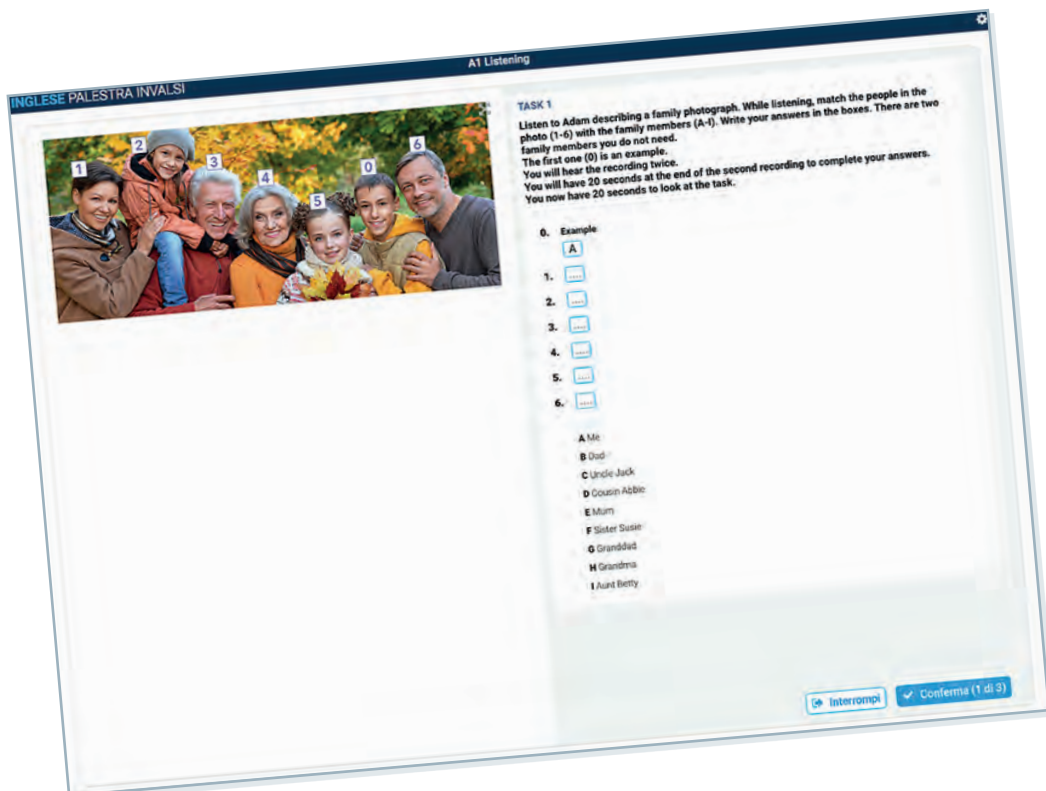 INGLESE PALESTRA INVALSI
A1 Listening
1
2
3
4
5
0
6
TASK 1
Listen to Adam describing a family photograph. While listening, match the people in the
photo (1-6) with the family members (A-I). Write your answers in the boxes. There are two
family members you do not need.
The first one (0) is an example.
You will hear the recording twice.
You will have 20 seconds at the end of the second recording to complete your answers.
You now have 20 seconds to look at the task.
0. Example
A
1. ....
2. ....
3. ....
4. ....
5. ....
6. ....
A Me
B Dad
C Uncle Jack
D Cousin Abbie
E Mum
F Sister Susie
G Granddad
H Grandma
I Aunt Betty
Interrompi
Conferma (1 di 3)